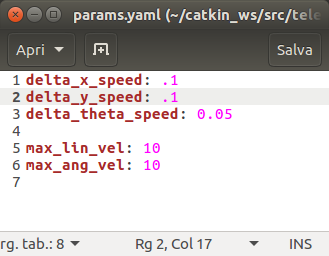 params.yaml (~/catkin_ws/src/tele
Apri
Salva
1 delta_x_speed: .1
2 delta_y_speed: .1
3 delta_theta_speed: 0.05
4
5 max_lin_vel: 10
6 max_ang_vel: 10
7
rg. tab.: 8 Rg 2, Col 17 INS